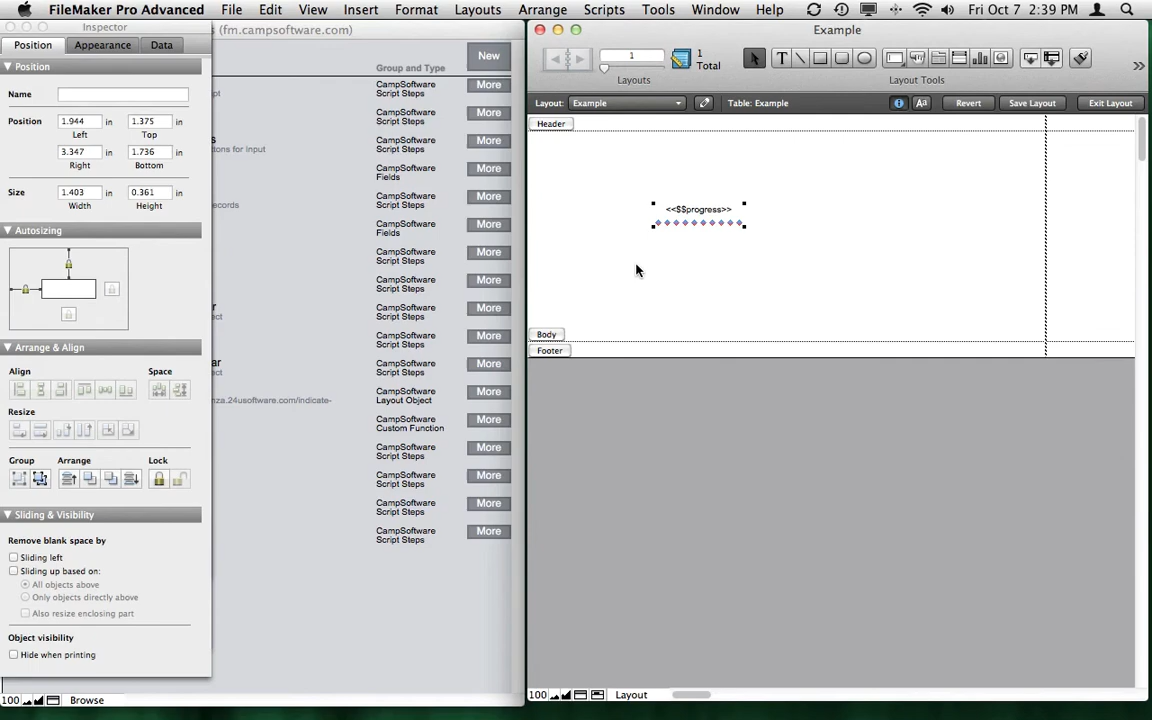 FileMaker Pro Advanced File Edit View Insert Format Layouts Arrange Scripts Tools Window Help Fri Oct 7 2:39 PM
Inspector
Position Appearance Data
Position
Name
Position 1.944 in 1.375 in
Left Top
3.347 in 1.736 in
Right Bottom
Size 1.403 in 0.361 in
Width Height
Autosizing
Arrange & Align
Align Space
Resize
Group Arrange Lock
Sliding & Visibility
Remove blank space by
Sliding left
Sliding up based on:
All objects above
Only objects directly above
Also resize enclosing part
Object visibility
Hide when printing
100 Browse
(fm.campsoftware.com)
New
Group and Type
CampSoftware
Script Steps
More
CampSoftware
Script Steps
More
tons for input
CampSoftware
Script Steps
More
CampSoftware
Fields
More
ecords
CampSoftware
Script Steps
More
CampSoftware
Fields
More
CampSoftware
Script Steps
More
CampSoftware
Script Steps
More
r
ect
CampSoftware
Script Steps
More
CampSoftware
Script Steps
More
ar
ect
CampSoftware
Script Steps
More
nza.24usoftware.com/indicate-
CampSoftware
Layout Object
More
CampSoftware
Custom Function
More
CampSoftware
Script Steps
More
CampSoftware
Script Steps
More
CampSoftware
Script Steps
More
CampSoftware
Script Steps
More
Example
1
Layouts
1
Total
T
Layout Tools
Layout: Example Table: Example Aa Revert Save Layout Exit Layout
Header
<<$$progress>>
Body
Footer
100 Layout